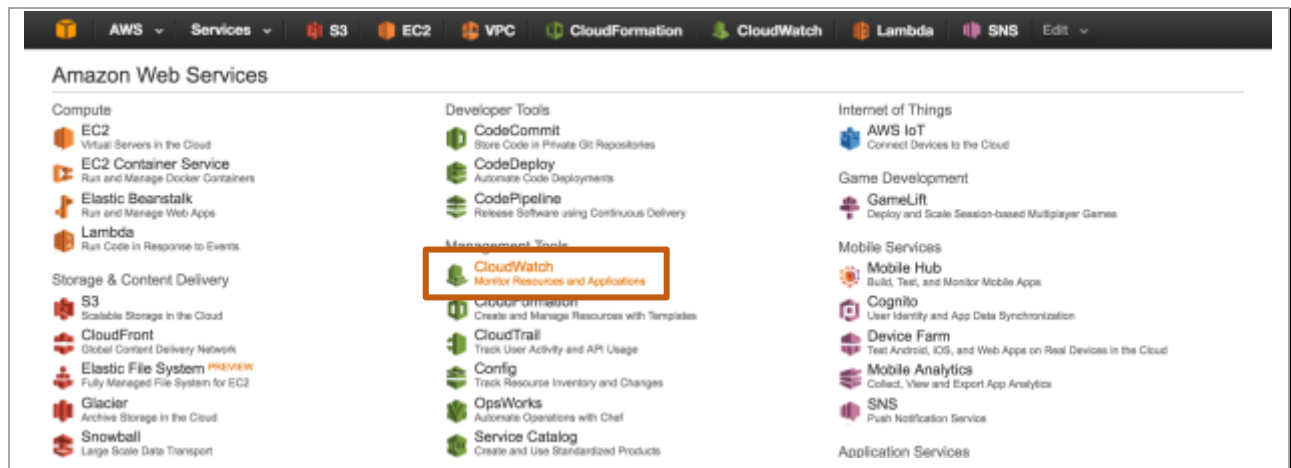 AWS Services S3 EC2 VPC CloudFormation CloudWatch Lambda SNS Edit
Amazon Web Services
Compute
EC2
Virtual Servers in the Cloud
EC2 Container Service
Run and Manage Docker Containers
Elastic Beanstalk
Run and Manage Web Apps
Lambda
Run Code in Response to Events
Storage & Content Delivery
S3
Scalable Storage in the Cloud
CloudFront
Global Content Delivery Network
Elastic File System PREVIEW
Fully Managed File System for EC2
Glacier
Archive Storage in the Cloud
Snowball
Large Scale Data Transport
Developer Tools
CodeCommit
Store Code in Private Git Repositories
CodeDeploy
Automate Code Deployments
CodePipeline
Release Software using Continuous Delivery
Management Tools
CloudWatch
Monitor Resources and Applications
CloudFormation
Create and Manage Resources with Templates
CloudTrail
Track User Activity and API Usage
Config
Track Resource Inventory and Changes
OpsWorks
Automate Operations with Chef
Service Catalog
Create and Use Standardized Products
Internet of Things
AWS IoT
Connect Devices to the Cloud
Game Development
GameLift
Deploy and Scale Session-based Multiplayer Games
Mobile Services
Mobile Hub
Build, Test, and Monitor Mobile Apps
Cognito
User Identity and App Data Synchronization
Device Farm
Test Android, iOS, and Web Apps on Real Devices in the Cloud
Mobile Analytics
Collect, View and Export App Analytics
SNS
Push Notification Service
Application Services